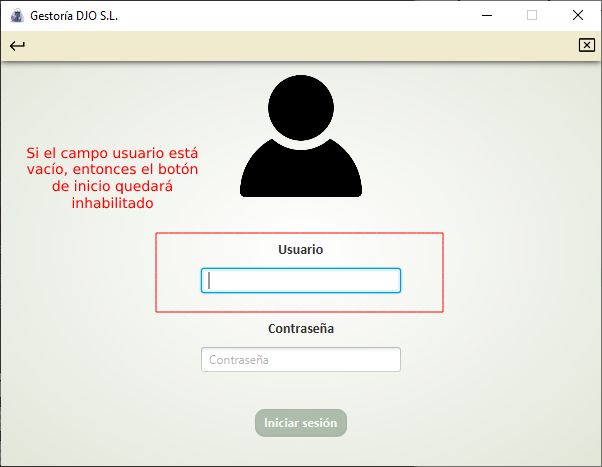 Gestoría DJO S.L.
Si el campo usuario está
vacío, entonces el botón
de inicio quedará
inhabilitado
Usuario
Contraseña
Contraseña
Iniciar sesión